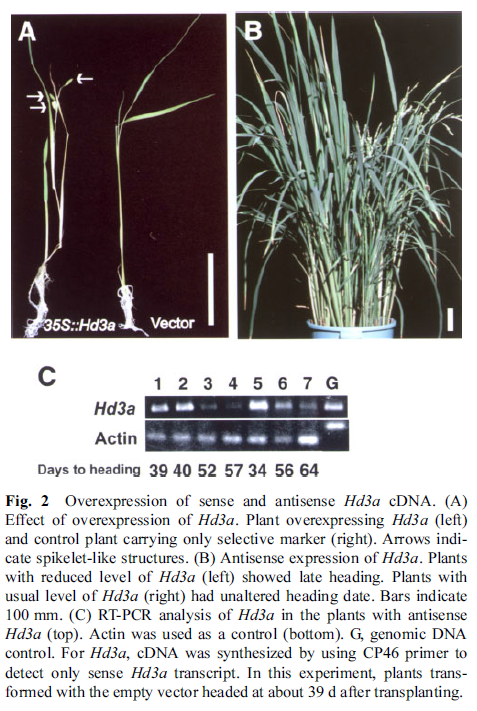 A
B
35S::Hd3a Vector
C
1 2 3 4 5 6 7 G
Hd3a
Actin
Days to heading 39 40 52 57 34 56 64
Fig. 2 Overexpression of sense and antisense Hd3a cDNA. (A)
Effect of overexpression of Hd3a. Plant overexpressing Hd3a (left)
and control plant carrying only selective marker (right). Arrows indi-
cate spikelet-like structures. (B) Antisense expression of Hd3a. Plants
with reduced level of Hd3a (left) showed late heading. Plants with
usual level of Hd3a (right) had unaltered heading date. Bars indicate
100 mm. (C) RT-PCR analysis of Hd3a in the plants with antisense
Hd3a (top). Actin was used as a control (bottom). G, genomic DNA
control. For Hd3a, cDNA was synthesized by using CP46 primer to
detect only sense Hd3a transcript. In this experiment, plants trans-
formed with the empty vector headed at about 39 d after transplanting.